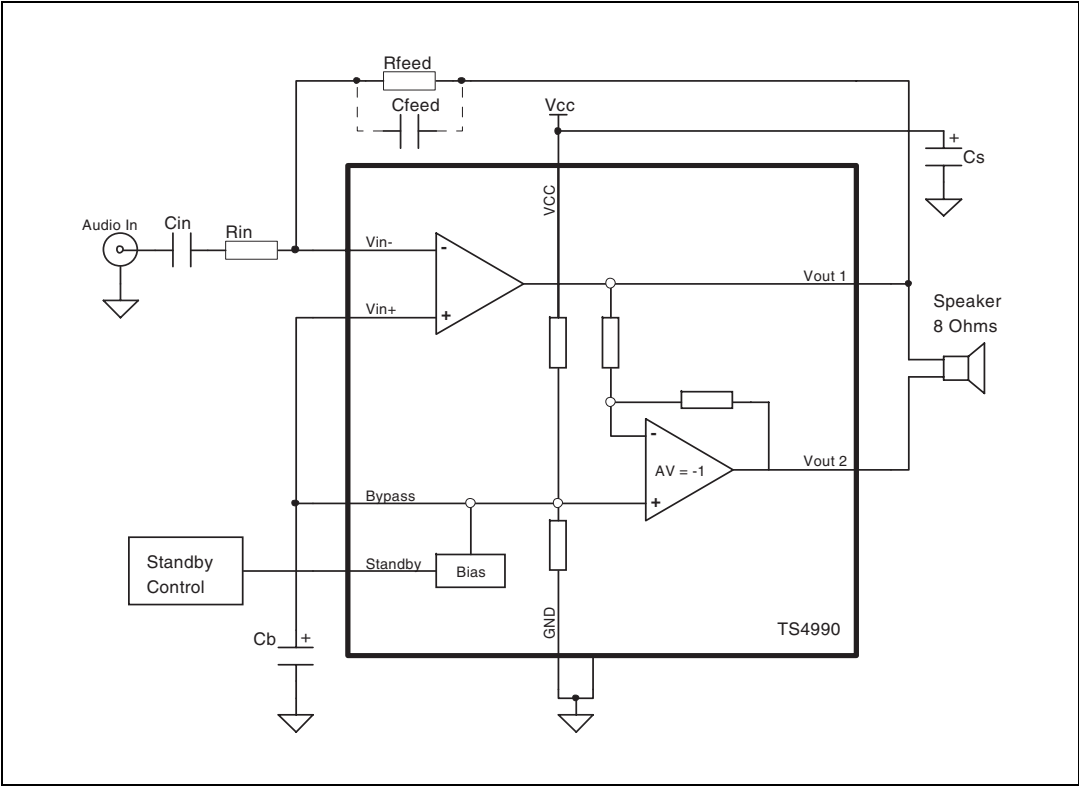 Rfeed
Cfeed
Vcc
+
Cs
VCC
Audio In
Cin
Rin
Vin-
-
Vout 1
Vin+
+
Speaker
8 Ohms
-
AV = -1
Vout 2
Bypass
+
Standby
Control
Standby
Bias
GND
TS4990
Cb
+